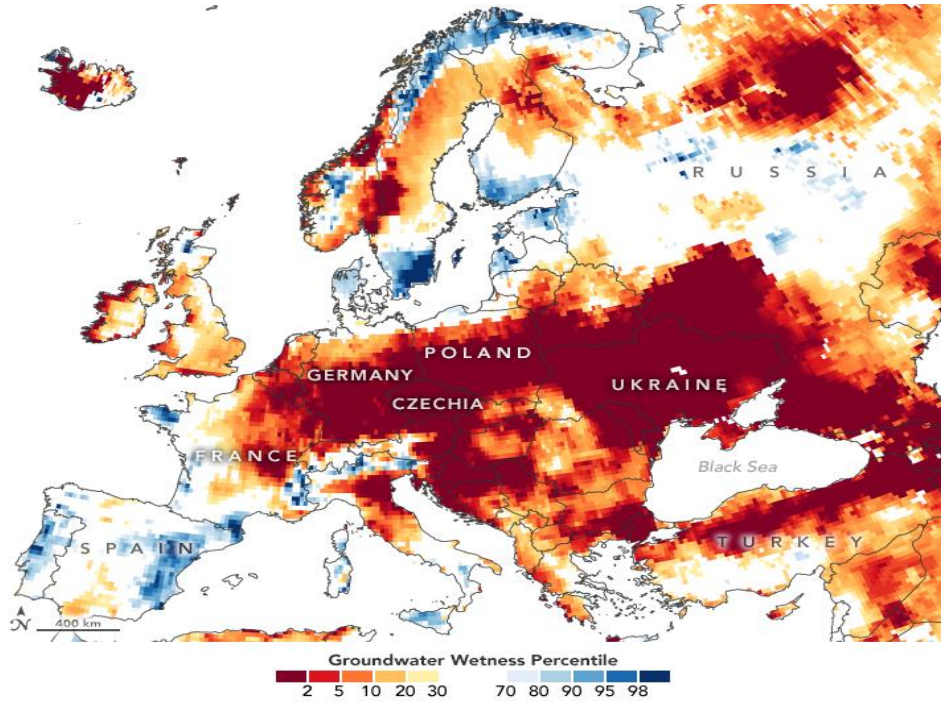 RUSSIA
POLAND
GERMANY
UKRAINE
CZECHIA
FRANCE
Black Sea
SPAIN
TURKEY
N
400 km
Groundwater Wetness Percentile
2 5 10 20 30 70 80 90 95 98